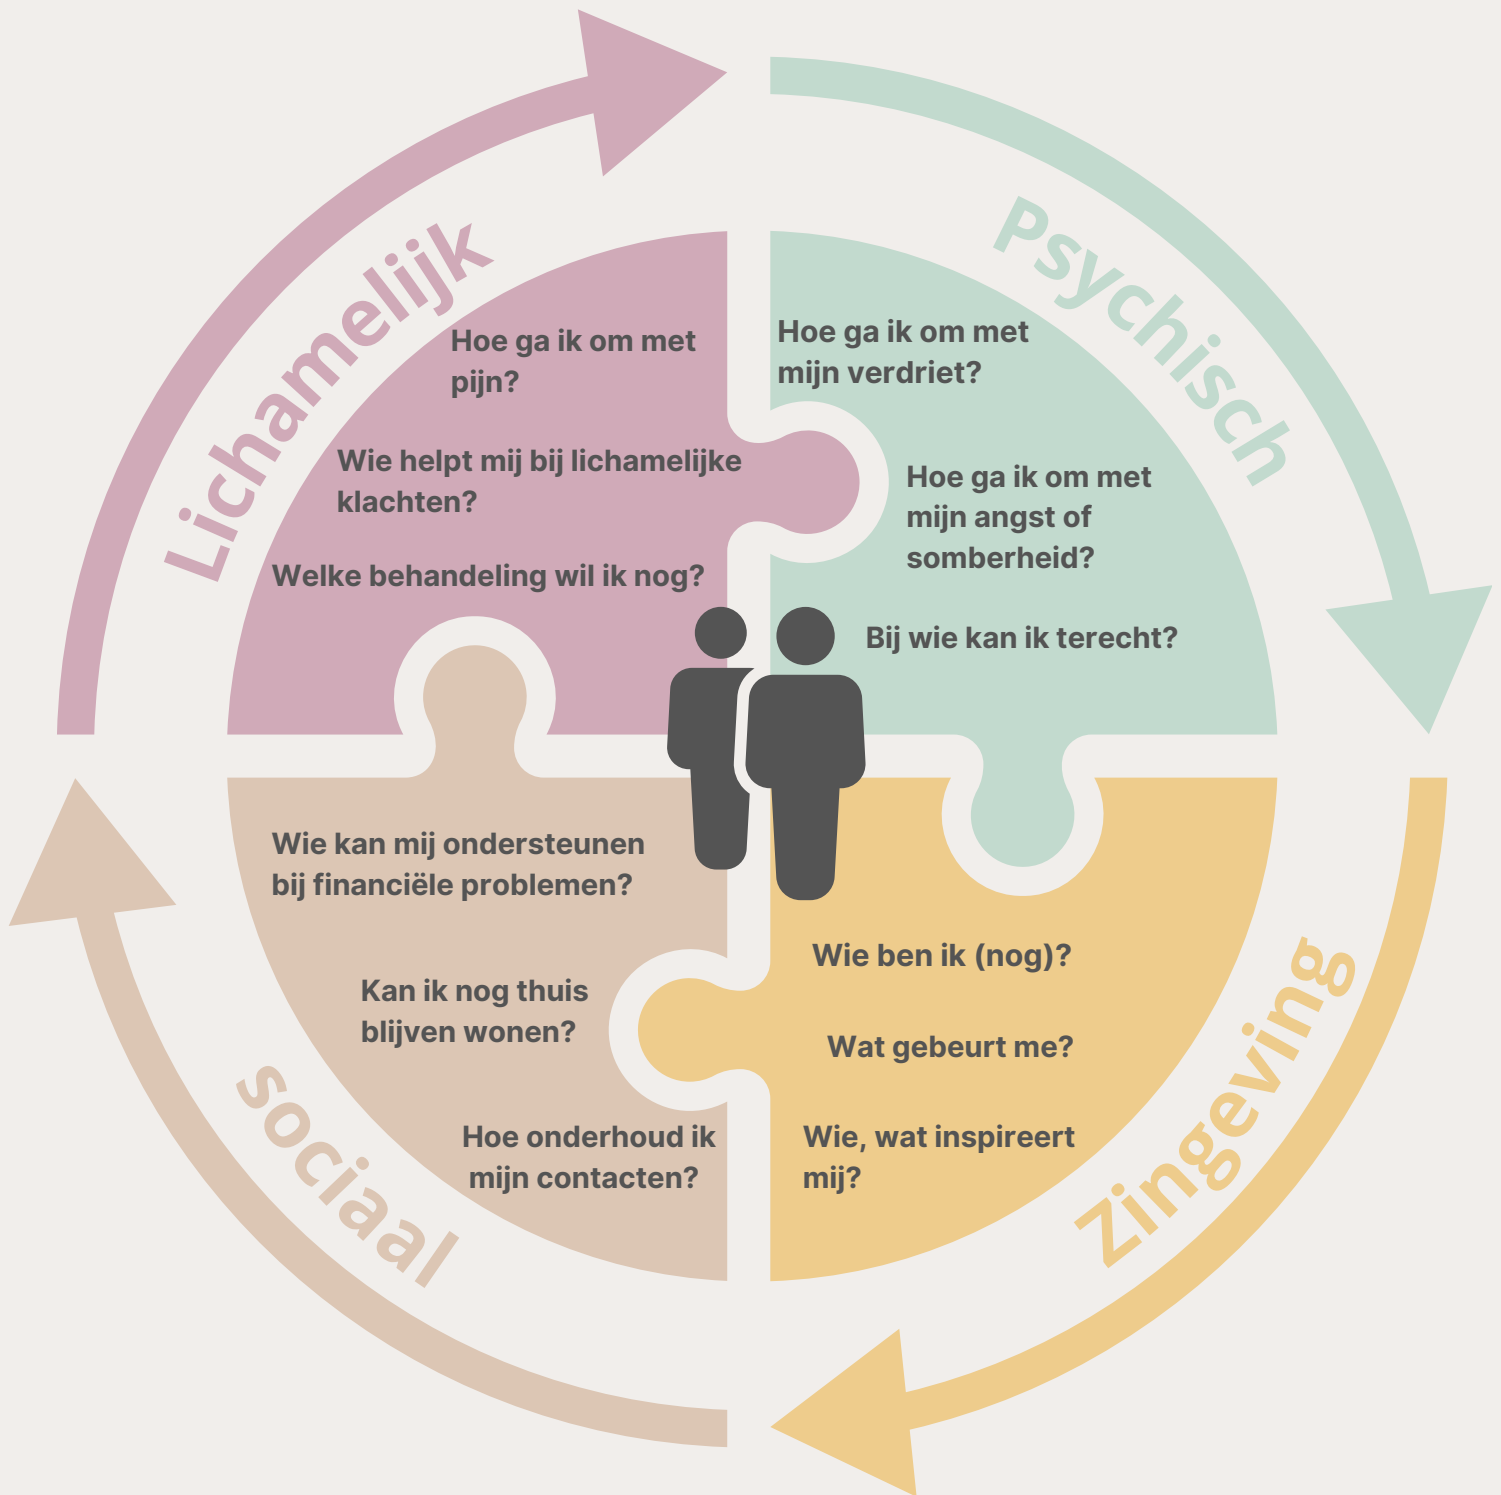 Lichamelijk
Hoe ga ik om met
pijn?
Wie helpt mij bij lichamelijke
klachten?
Welke behandeling wil ik nog?
Psychisch
Hoe ga ik om met
mijn verdriet?
Hoe ga ik om met
mijn angst of
somberheid?
Bij wie kan ik terecht?
Wie kan mij ondersteunen
bij financiële problemen?
Kan ik nog thuis
blijven wonen?
Hoe onderhoud ik
mijn contacten?
sociaal
Wie ben ik (nog)?
Wat gebeurt me?
Wie, wat inspireert
mij?
Zingeving